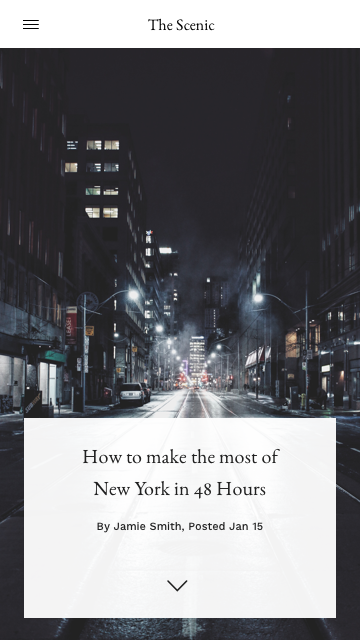 The Scenic
How to make the most of
New York in 48 Hours
By Jamie Smith, Posted Jan 15